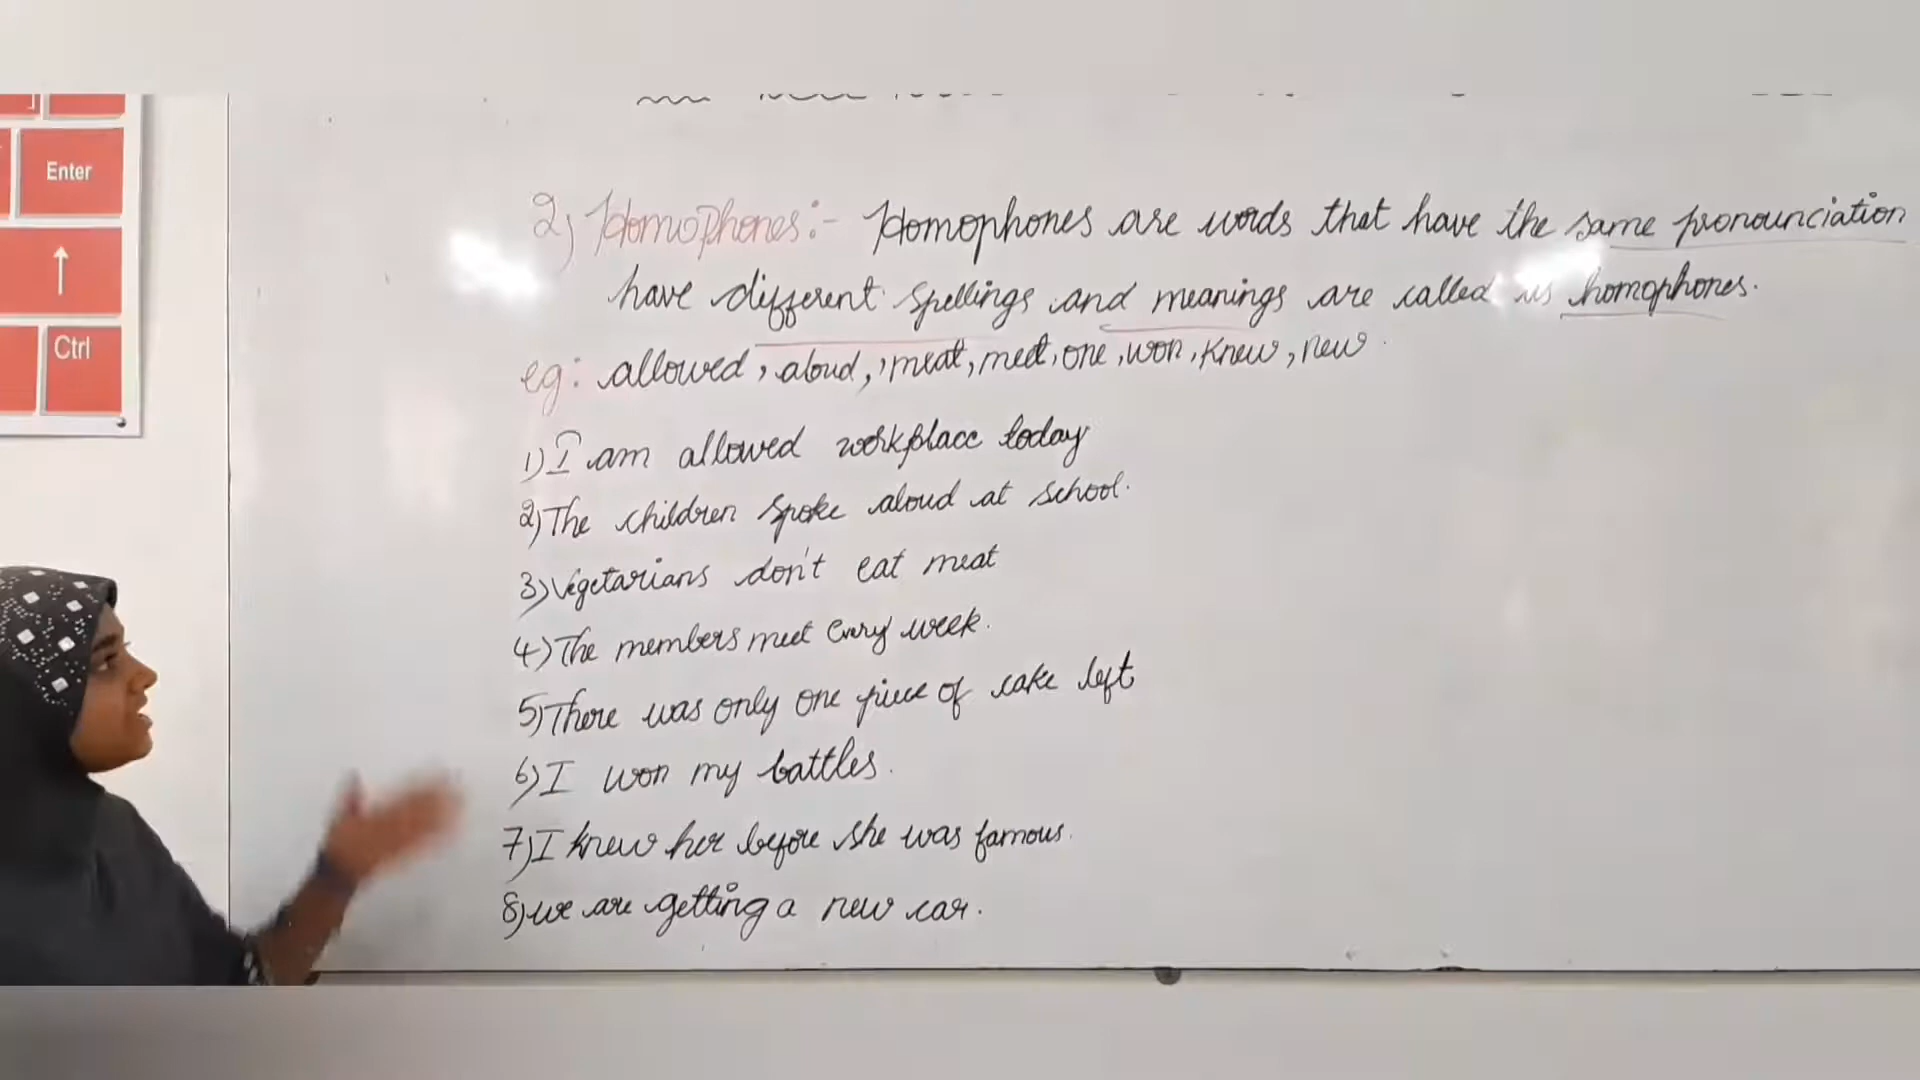 Enter
↑
Ctrl
2) Homophones:- Homophones are words that have the same pronounciation
have different spellings and meanings are called as homophones.
eg: allowed, aloud, meat, meet, one, won, knew, new
1) I am allowed workplace today
2) The children spoke aloud at school.
3) Vegetarians don't eat meat
4) The members meet every week.
5) There was only one piece of cake left
6) I won my battles.
7) I knew her before she was famous.
8) we are getting a new car.